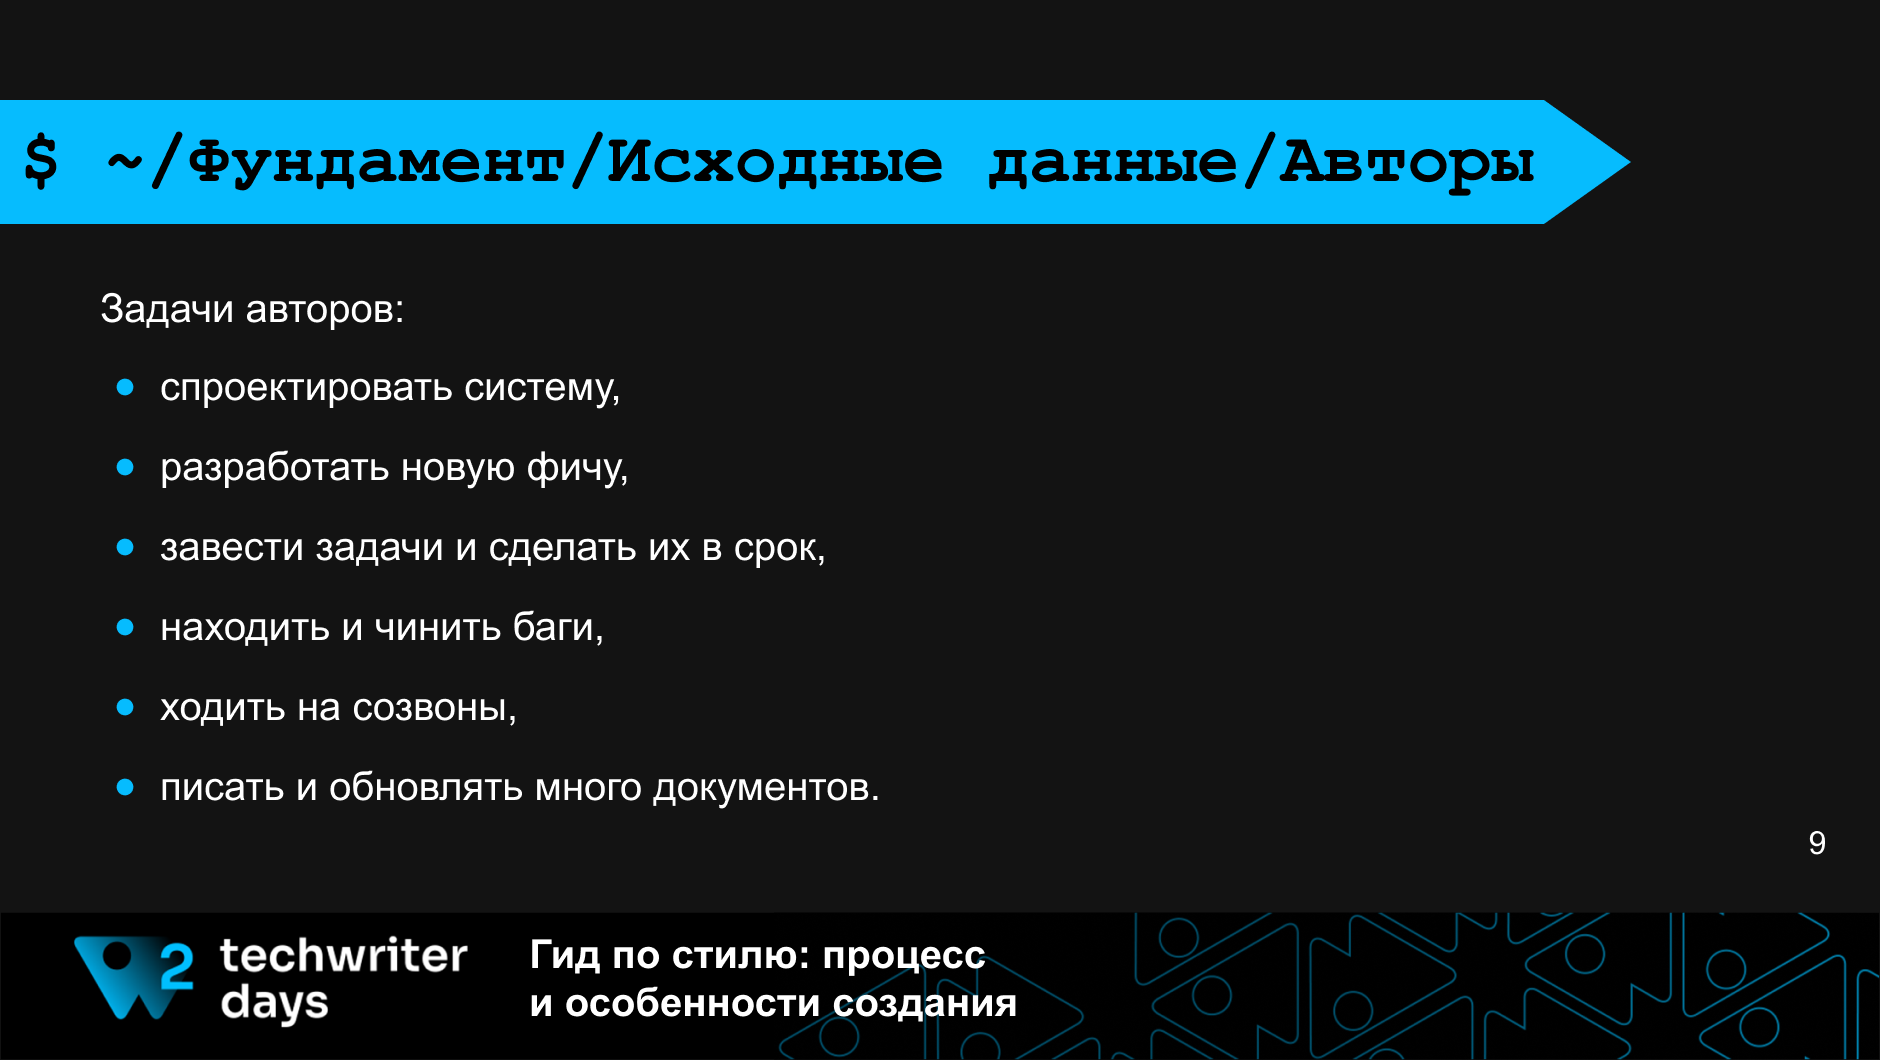 $ ~/Фундамент/Исходные данные/Авторы
Задачи авторов:
● спроектировать систему,
● разработать новую фичу,
● завести задачи и сделать их в срок,
● находить и чинить баги,
● ходить на созвоны,
● писать и обновлять много документов.
9
2 techwriter
days
Гид по стилю: процесс
и особенности создания